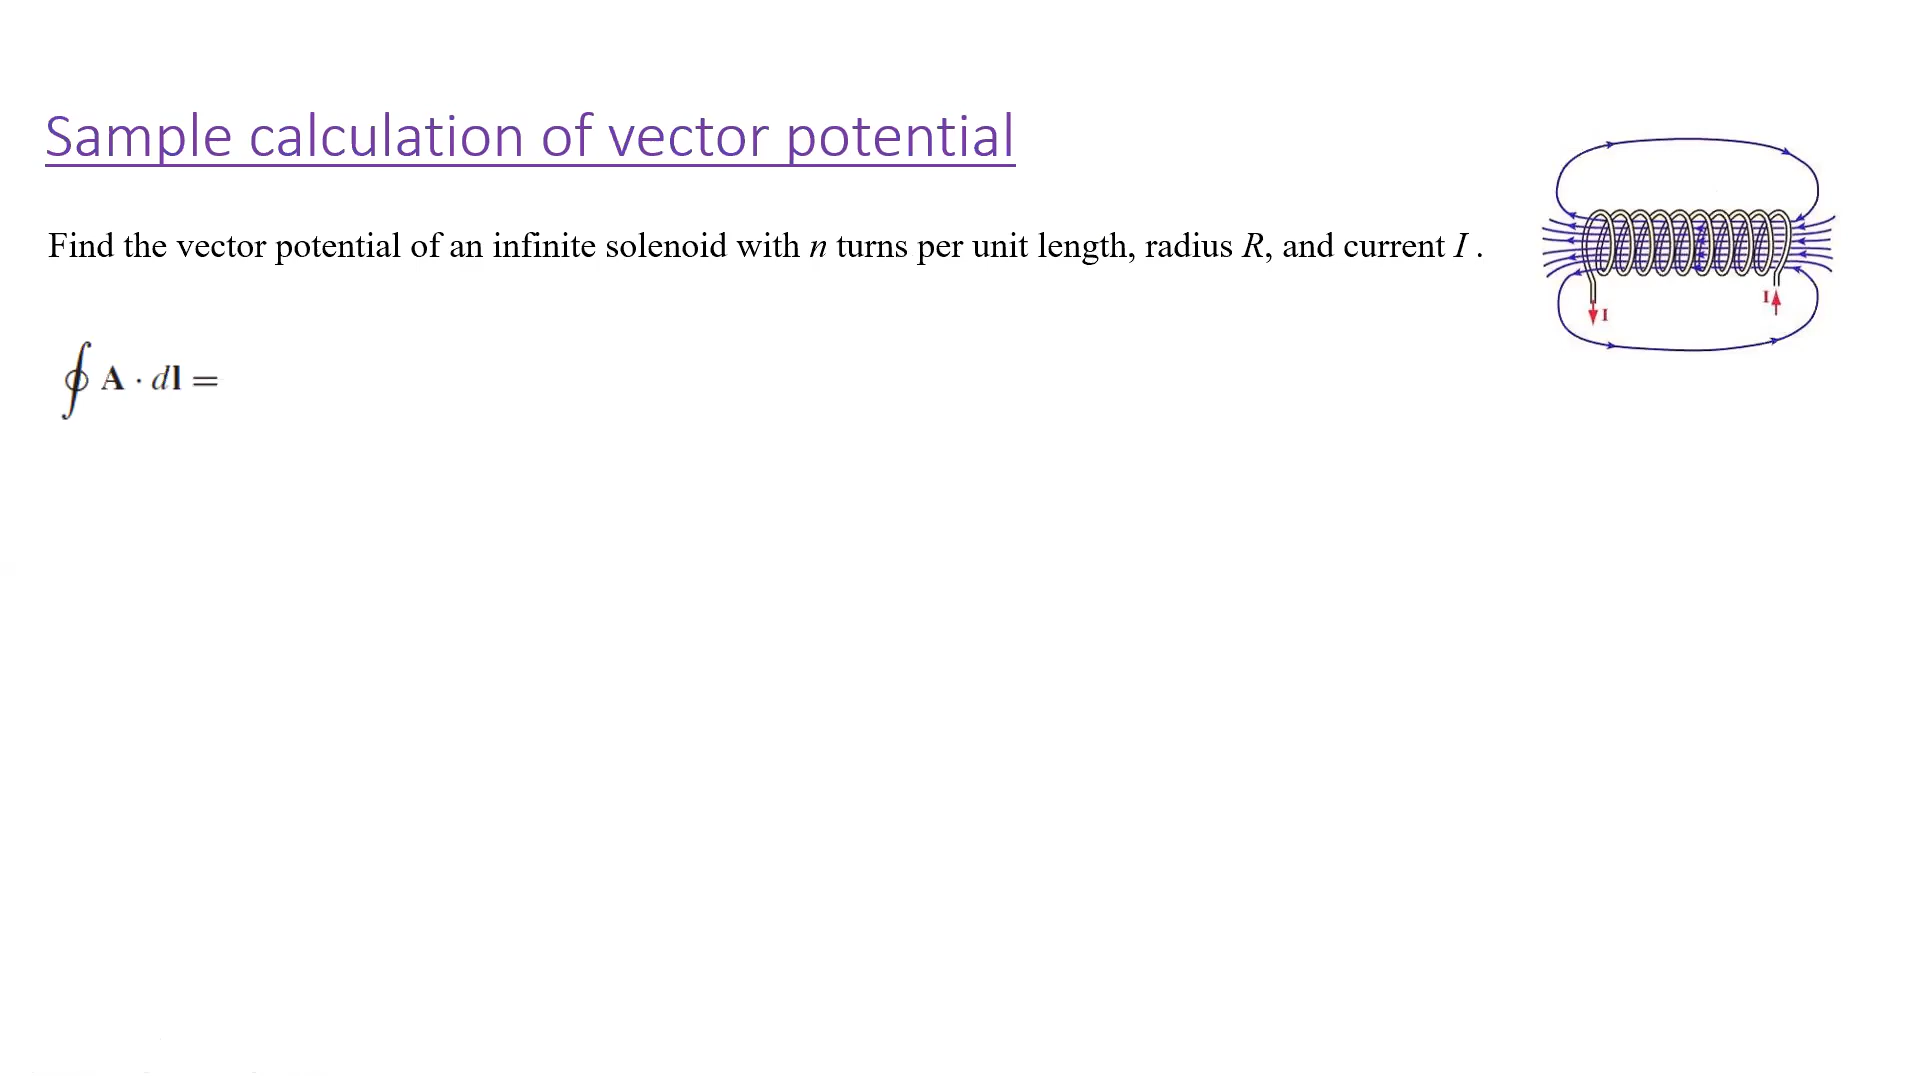 Sample calculation of vector potential
Find the vector potential of an infinite solenoid with n turns per unit length, radius R, and current I .
I
I
∮ A · dl =